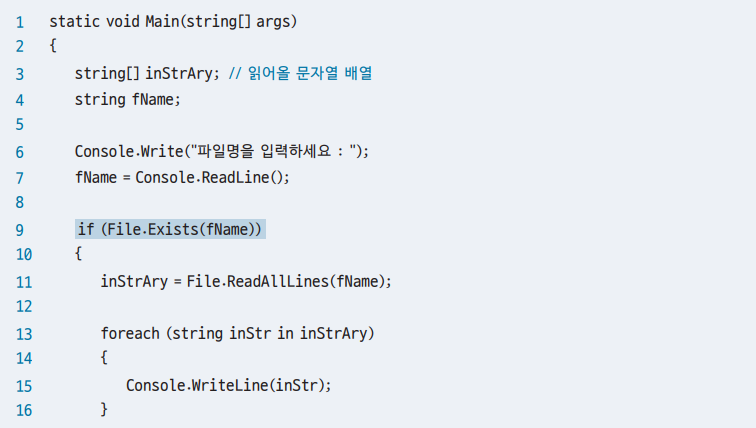 1 static void Main(string[] args)
2 {
3 string[] inStrAry; // 읽어올 문자열 배열
4 string fName;
5
6 Console.Write("파일명을 입력하세요 : ");
7 fName = Console.ReadLine();
8
9 if (File.Exists(fName))
10 {
11 inStrAry = File.ReadAllLines(fName);
12
13 foreach (string inStr in inStrAry)
14 {
15 Console.WriteLine(inStr);
16 }